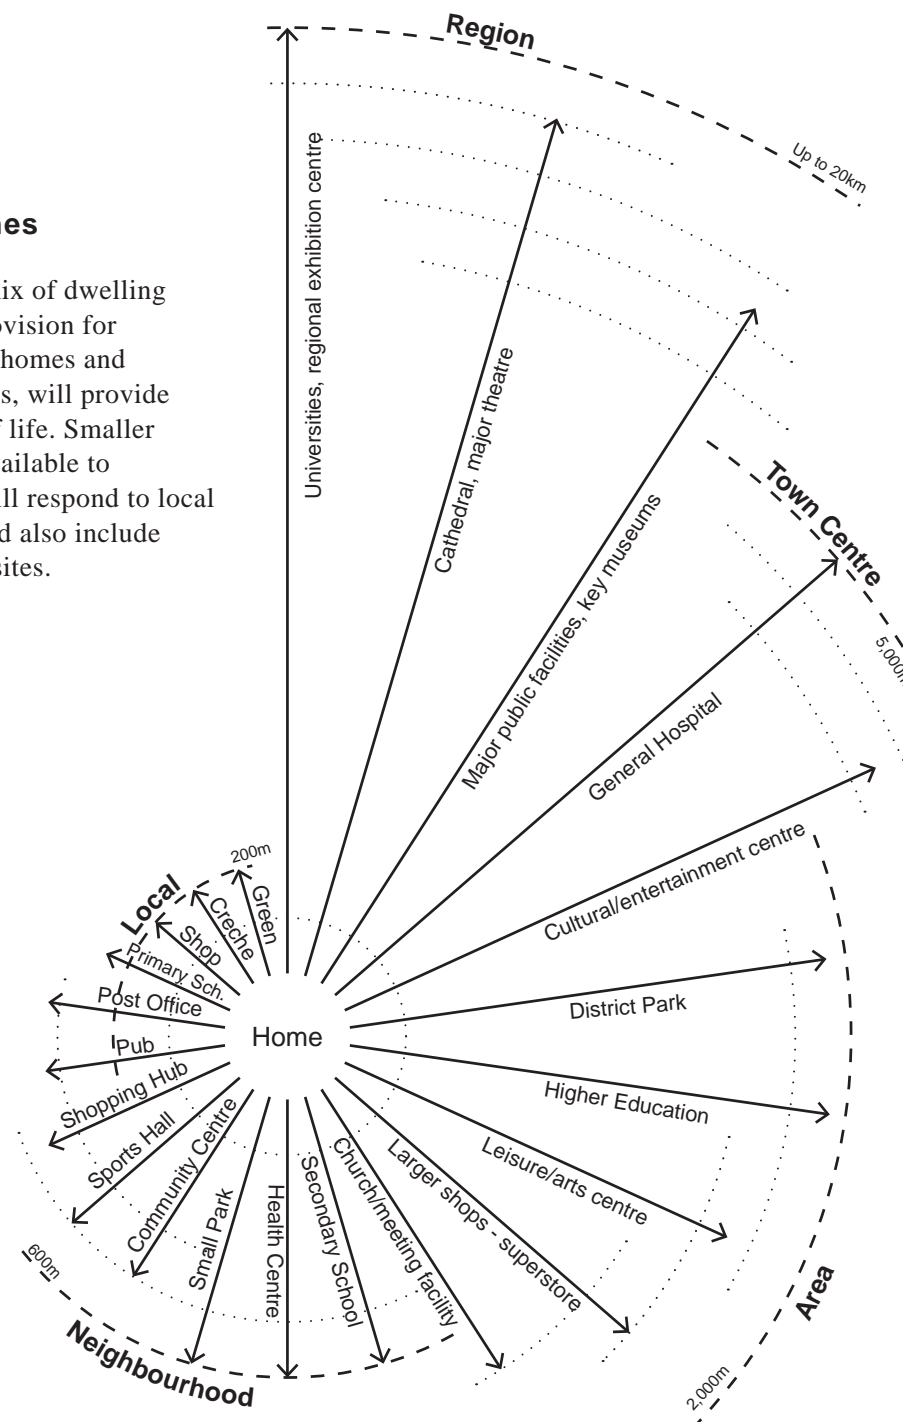 Region
Up to 20km
Universities, regional exhibition centre
Cathedral, major theatre
Major public facilities, key museums
Town Centre
5,000m
General Hospital
Cultural/entertainment centre
District Park
Higher Education
Leisure/arts centre
Larger shops - superstore
Area
2,000m
Church/meeting facility
Secondary School
Health Centre
Small Park
Community Centre
Sports Hall
Shopping Hub
Neighbourhood
600m
Pub
Post Office
Primary Sch.
Shop
Creche
Green
Local
200m
Home
nes
ix of dwelling
ovision for
homes and
s, will provide
f life. Smaller
ailable to
ill respond to local
d also include
sites.